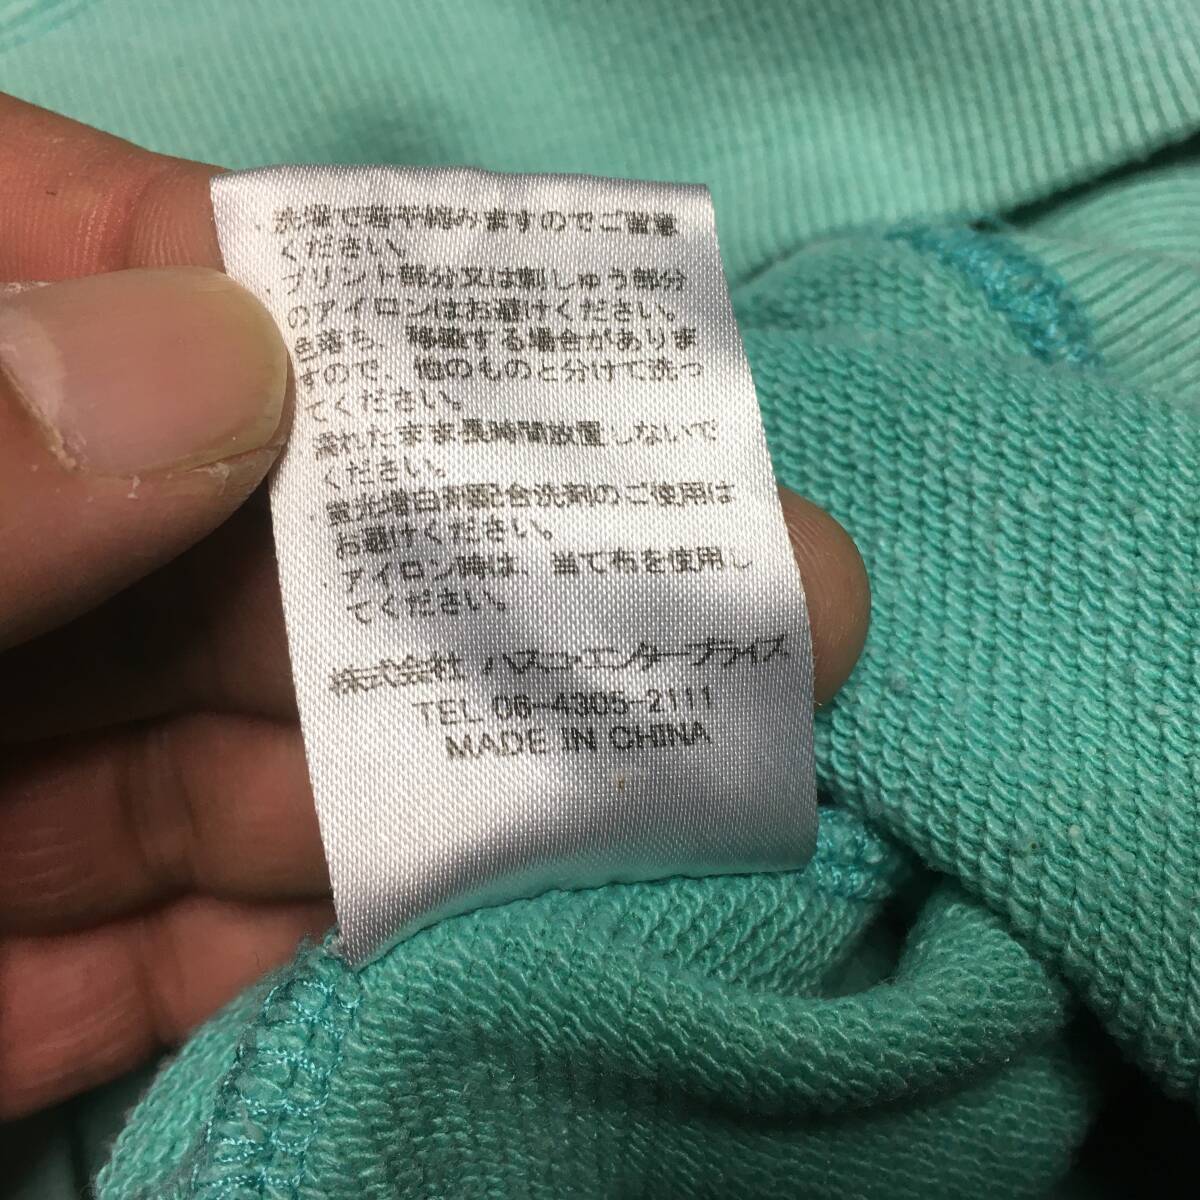 ・洗濯で若干縮みますのでご留意
ください。
・プリント部分又は刺しゅう部分
のアイロンはお避けください。
色落ち、移染する場合がありま
すので、他のものと分けて洗っ
てください。
濡れたまま長時間放置しないで
ください。
・蛍光増白剤配合洗剤のご使用は
お避けください。
・アイロン時は、当て布を使用し
てください。
株式会社 ハスコ・エンタープライズ
TEL 06-4305-2111
MADE IN CHINA